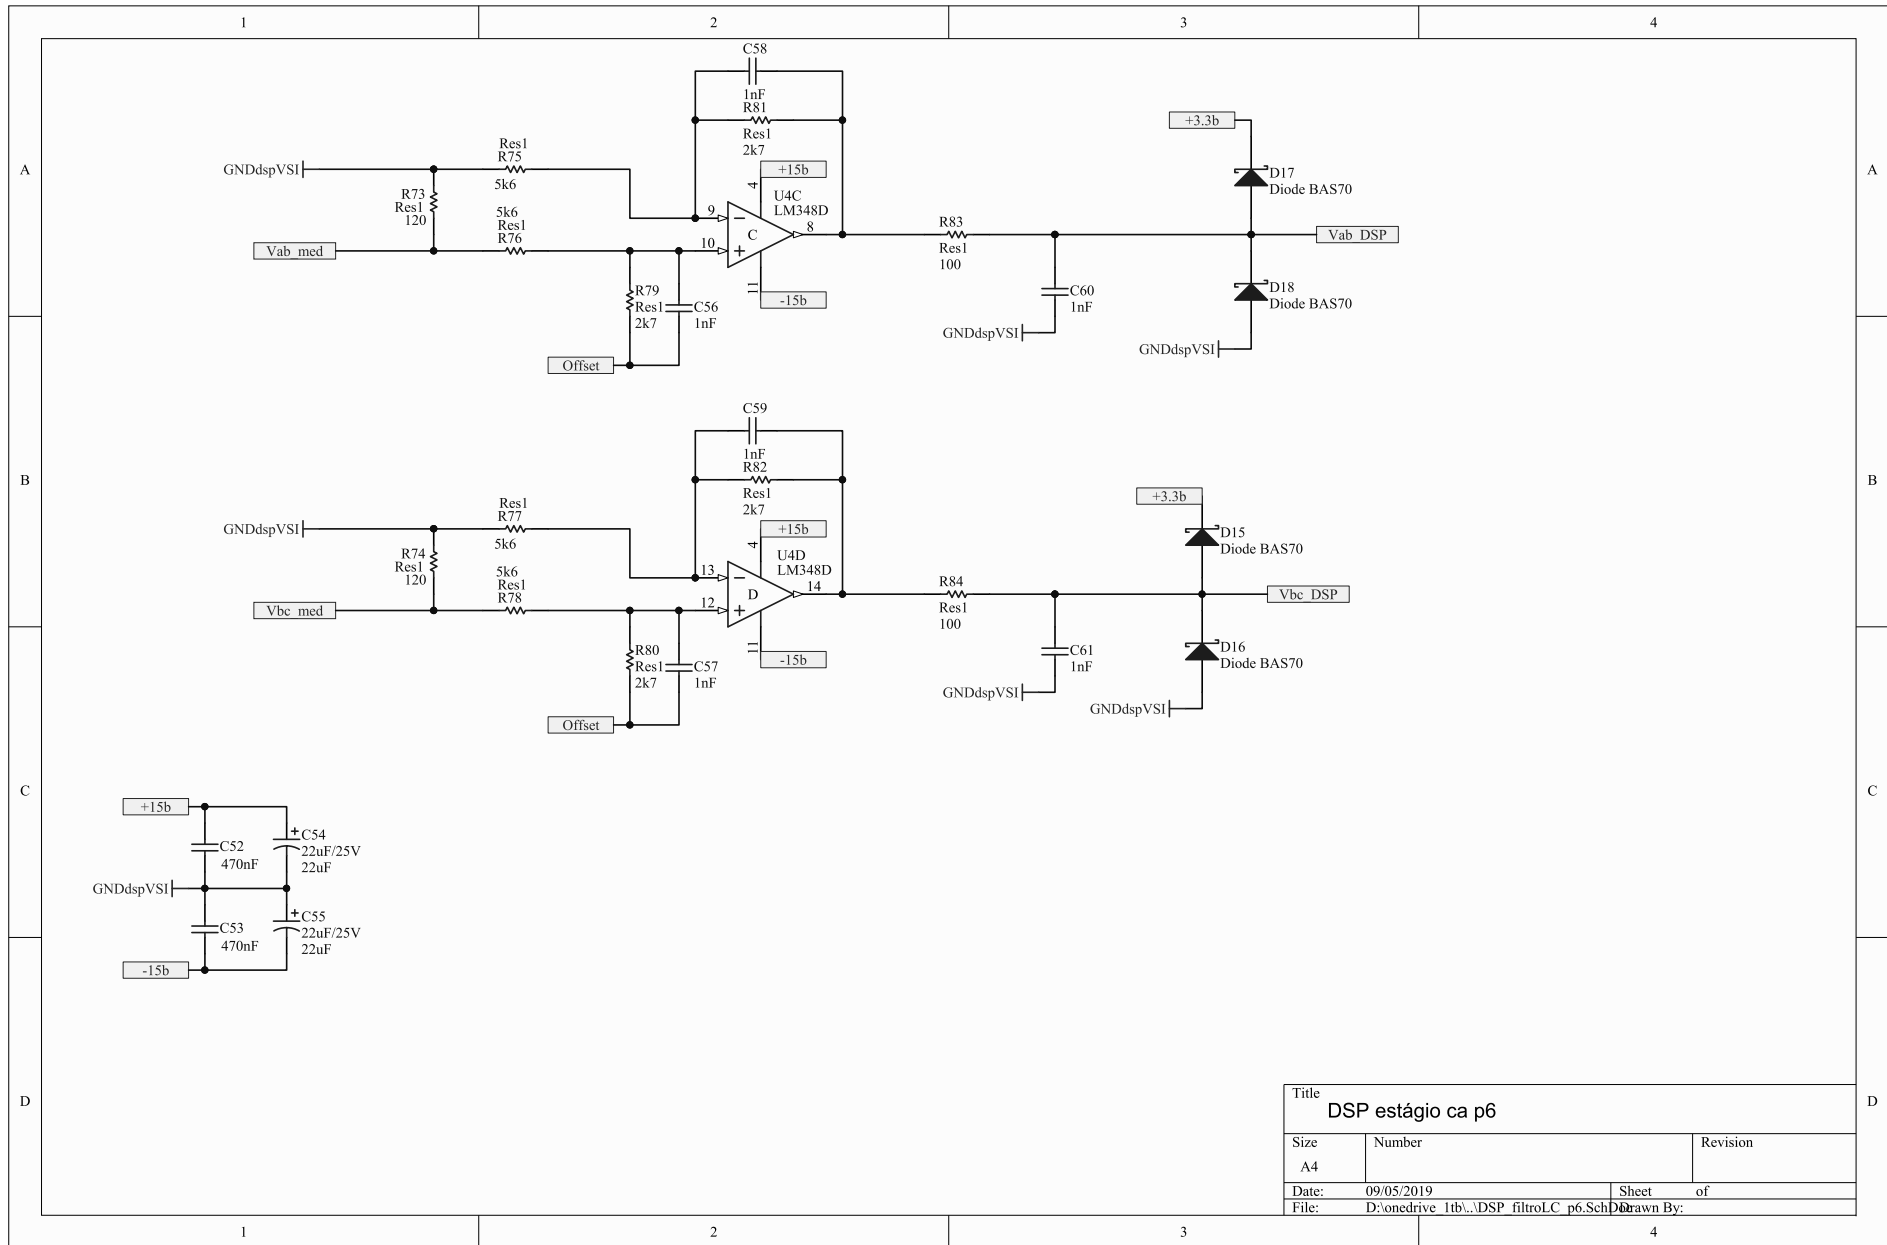 1 2 3 4
A
B
C
D
A
B
C
D
C58
1nF
R81
Res1
2k7
+15b
4
U4C
LM348D
Res1
R75
5k6
GNDdspVSI
R73
Res1
120
5k6
Res1
R76
Vab_med
9
10
C
8
11
-15b
R79
Res1
2k7
C56
1nF
Offset
R83
Res1
100
C60
1nF
GNDdspVSI
+3.3b
D17
Diode BAS70
Vab_DSP
D18
Diode BAS70
GNDdspVSI
C59
1nF
R82
Res1
2k7
+15b
4
U4D
LM348D
Res1
R77
5k6
GNDdspVSI
R74
Res1
120
5k6
Res1
R78
Vbc_med
13
12
D
14
11
-15b
R80
Res1
2k7
C57
1nF
Offset
R84
Res1
100
C61
1nF
GNDdspVSI
+3.3b
D15
Diode BAS70
Vbc_DSP
D16
Diode BAS70
GNDdspVSI
+15b
C52
470nF
+
C54
22uF/25V
22uF
GNDdspVSI
C53
470nF
+
C55
22uF/25V
22uF
-15b
Title
DSP estágio ca p6
Size
A4
Number
Revision
Date: 09/05/2019
Sheet of
File: D:\onedrive_1tb\..\DSP_filtroLC_p6.SchDoc
Drawn By:
1 2 3 4